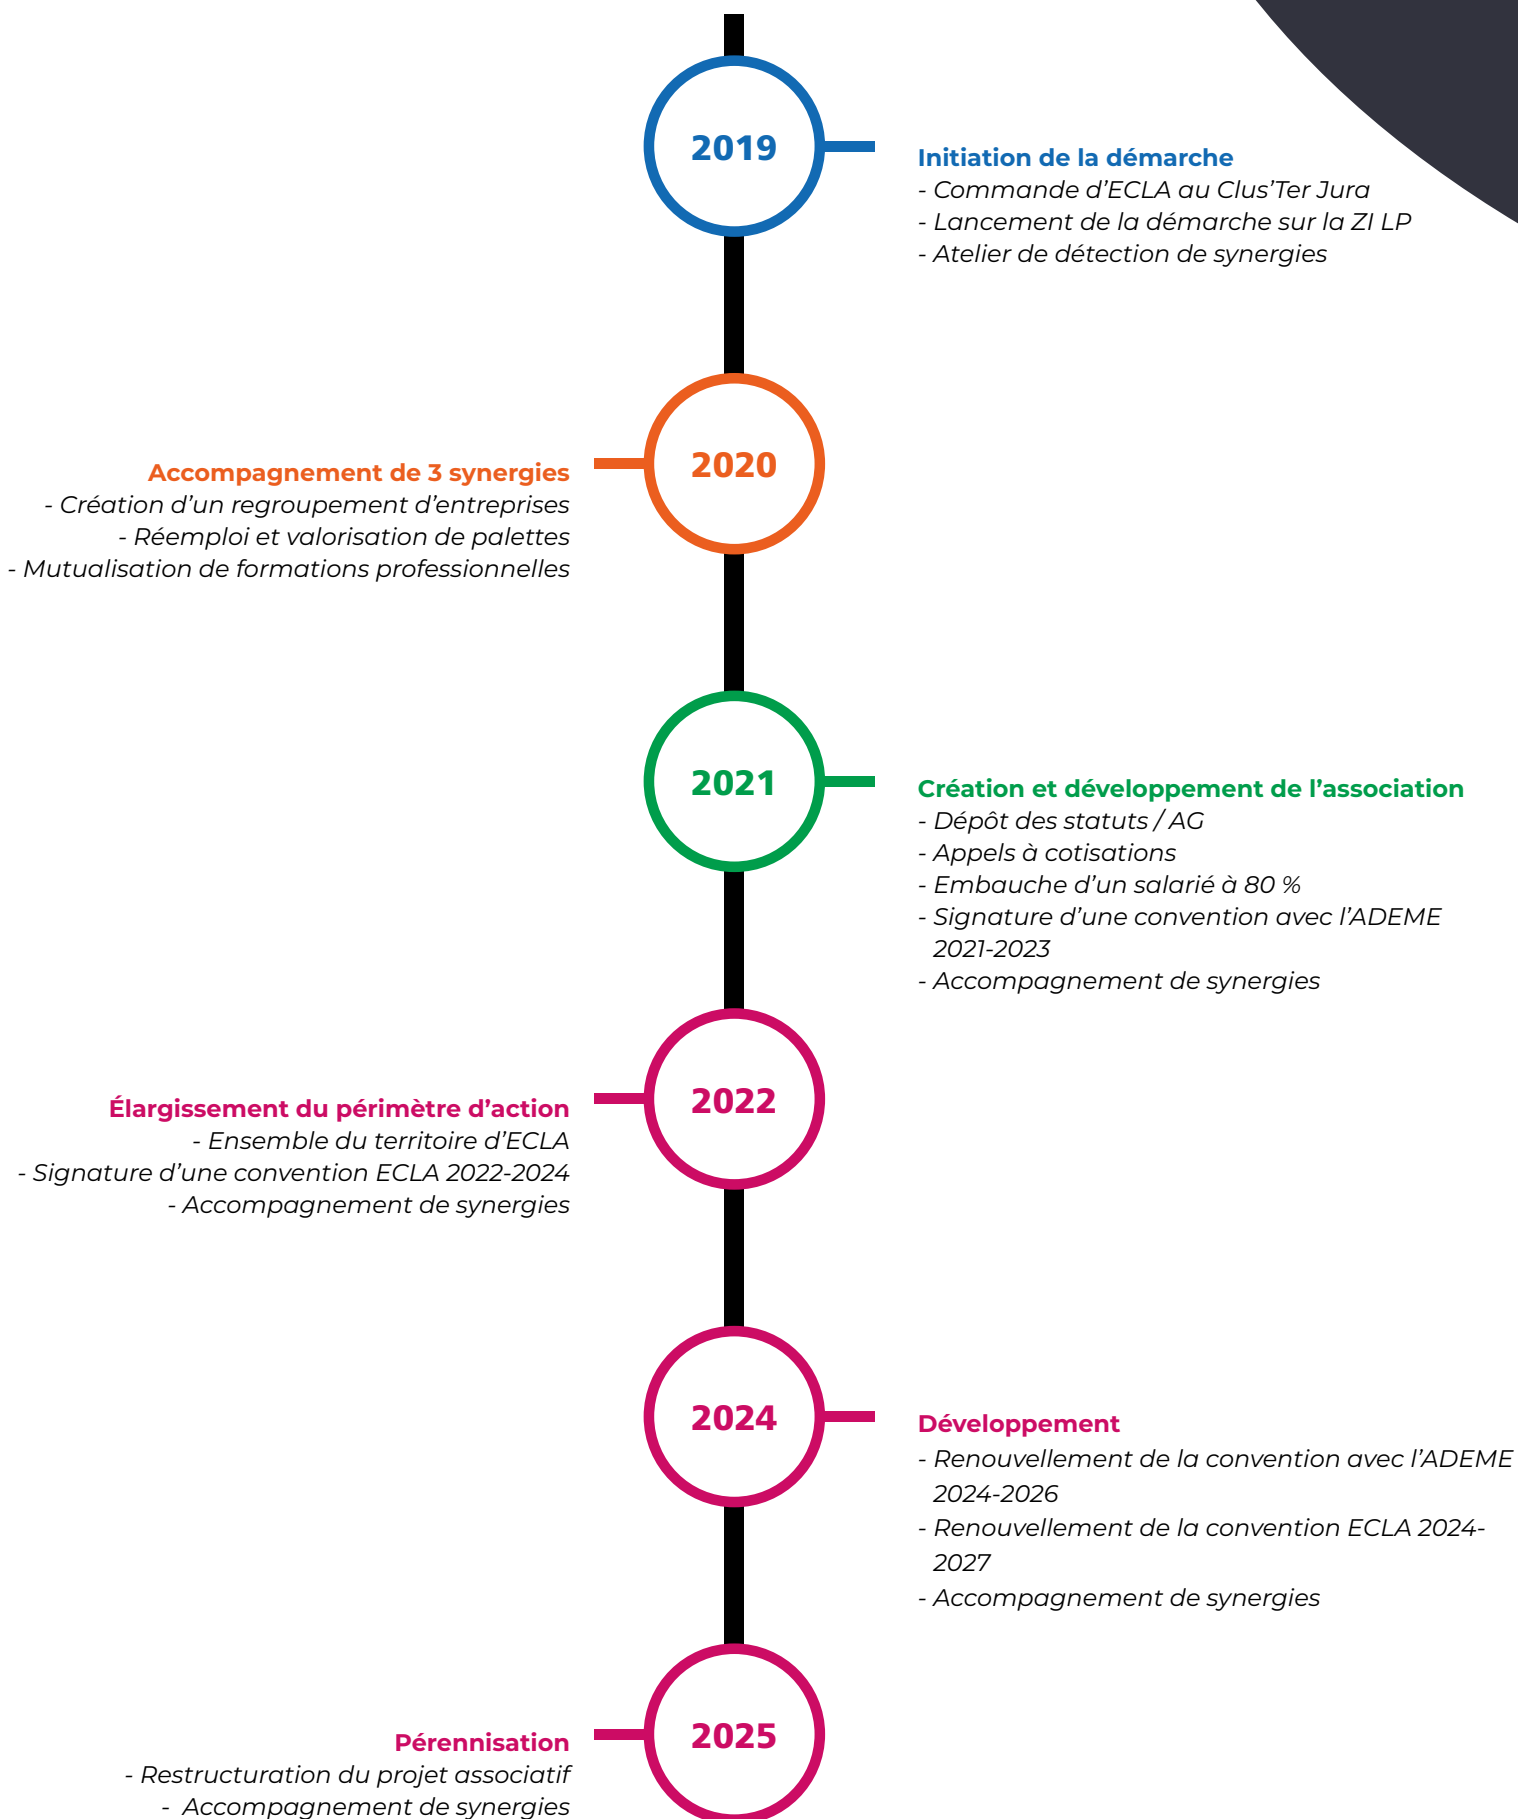 2019
Initiation de la démarche
- Commande d’ECLA au Clus’Ter Jura
- Lancement de la démarche sur la ZI LP
- Atelier de détection de synergies
2020
Accompagnement de 3 synergies
- Création d’un regroupement d’entreprises
- Réemploi et valorisation de palettes
- Mutualisation de formations professionnelles
2021
Création et développement de l’association
- Dépôt des statuts / AG
- Appels à cotisations
- Embauche d’un salarié à 80 %
- Signature d’une convention avec l’ADEME
2021-2023
- Accompagnement de synergies
2022
Élargissement du périmètre d’action
- Ensemble du territoire d’ECLA
- Signature d’une convention ECLA 2022-2024
- Accompagnement de synergies
2024
Développement
- Renouvellement de la convention avec l’ADEME
2024-2026
- Renouvellement de la convention ECLA 2024-
2027
- Accompagnement de synergies
2025
Pérennisation
- Restructuration du projet associatif
- Accompagnement de synergies